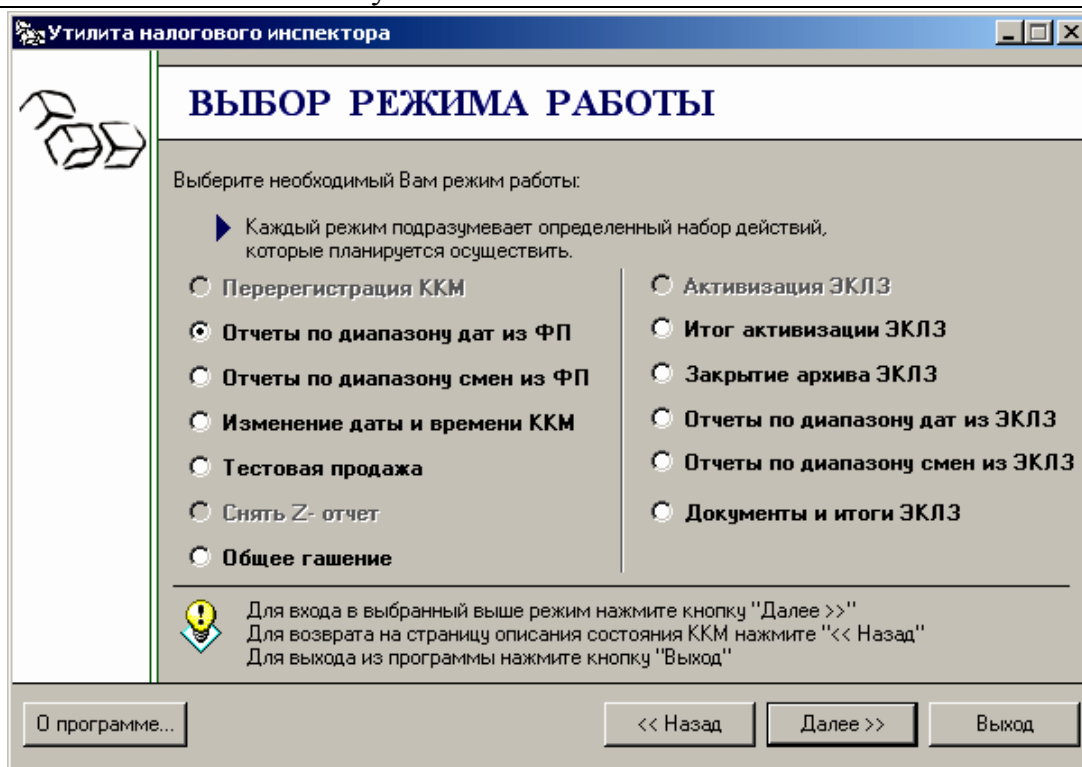 Утилита налогового инспектора
ВЫБОР РЕЖИМА РАБОТЫ
Выберите необходимый Вам режим работы:
Каждый режим подразумевает определенный набор действий,
которые планируется осуществить.
Перерегистрация ККМ
Отчеты по диапазону дат из ФП
Отчеты по диапазону смен из ФП
Изменение даты и времени ККМ
Тестовая продажа
Снять Z- отчет
Общее гашение
Активизация ЭКЛЗ
Итог активизации ЭКЛЗ
Закрытие архива ЭКЛЗ
Отчеты по диапазону дат из ЭКЛЗ
Отчеты по диапазону смен из ЭКЛЗ
Документы и итоги ЭКЛЗ
Для входа в выбранный выше режим нажмите кнопку "Далее >>"
Для возврата на страницу описания состояния ККМ нажмите "<< Назад"
Для выхода из программы нажмите кнопку "Выход"
О программе...
<< Назад
Далее >>
Выход